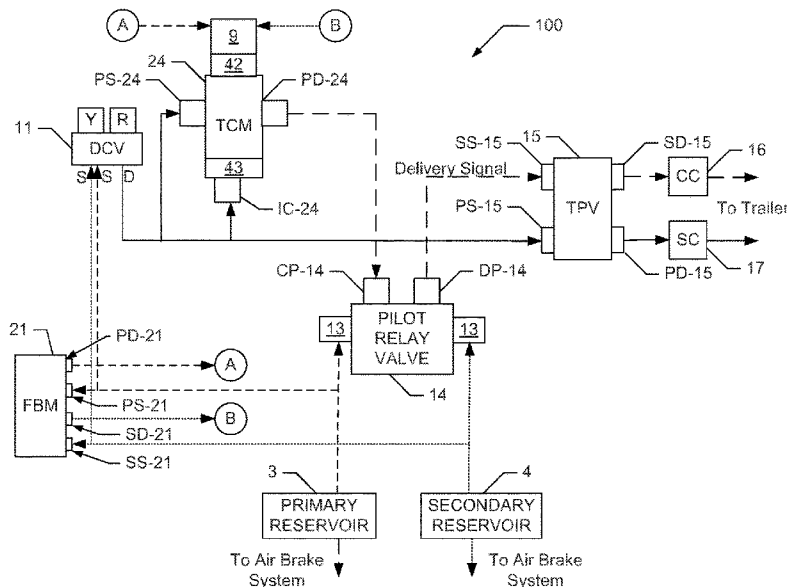 A
B
9
100
24
42
PS-24
PD-24
11
Y
R
TCM
DCV
S
S
D
43
IC-24
SS-15
15
SD-15
16
Delivery Signal
CC
TPV
PS-15
To Trailer
SC
PD-15
17
CP-14
DP-14
21
PD-21
A
13
PILOT
RELAY
VALVE
13
FBM
PS-21
14
B
SD-21
SS-21
3
4
PRIMARY
RESERVOIR
SECONDARY
RESERVOIR
To Air Brake
System
To Air Brake
System